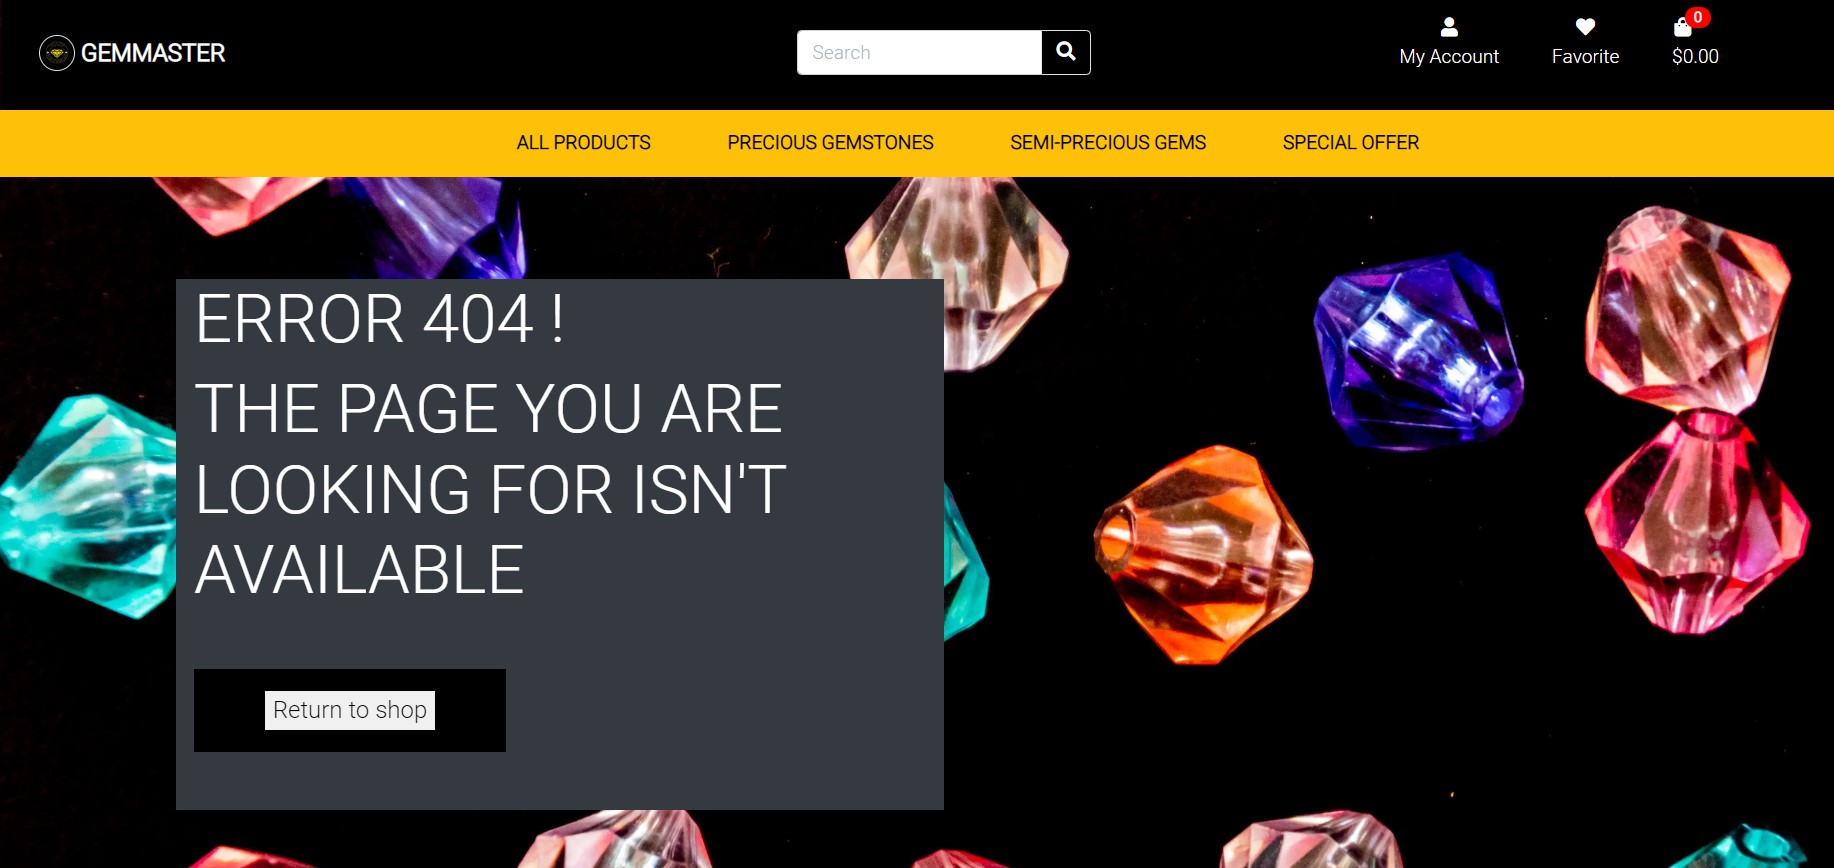 GEMMASTER
Search
My Account
Favorite
0
$0.00
ALL PRODUCTS
PRECIOUS GEMSTONES
SEMI-PRECIOUS GEMS
SPECIAL OFFER
ERROR 404 !
THE PAGE YOU ARE
LOOKING FOR ISN'T
AVAILABLE
Return to shop